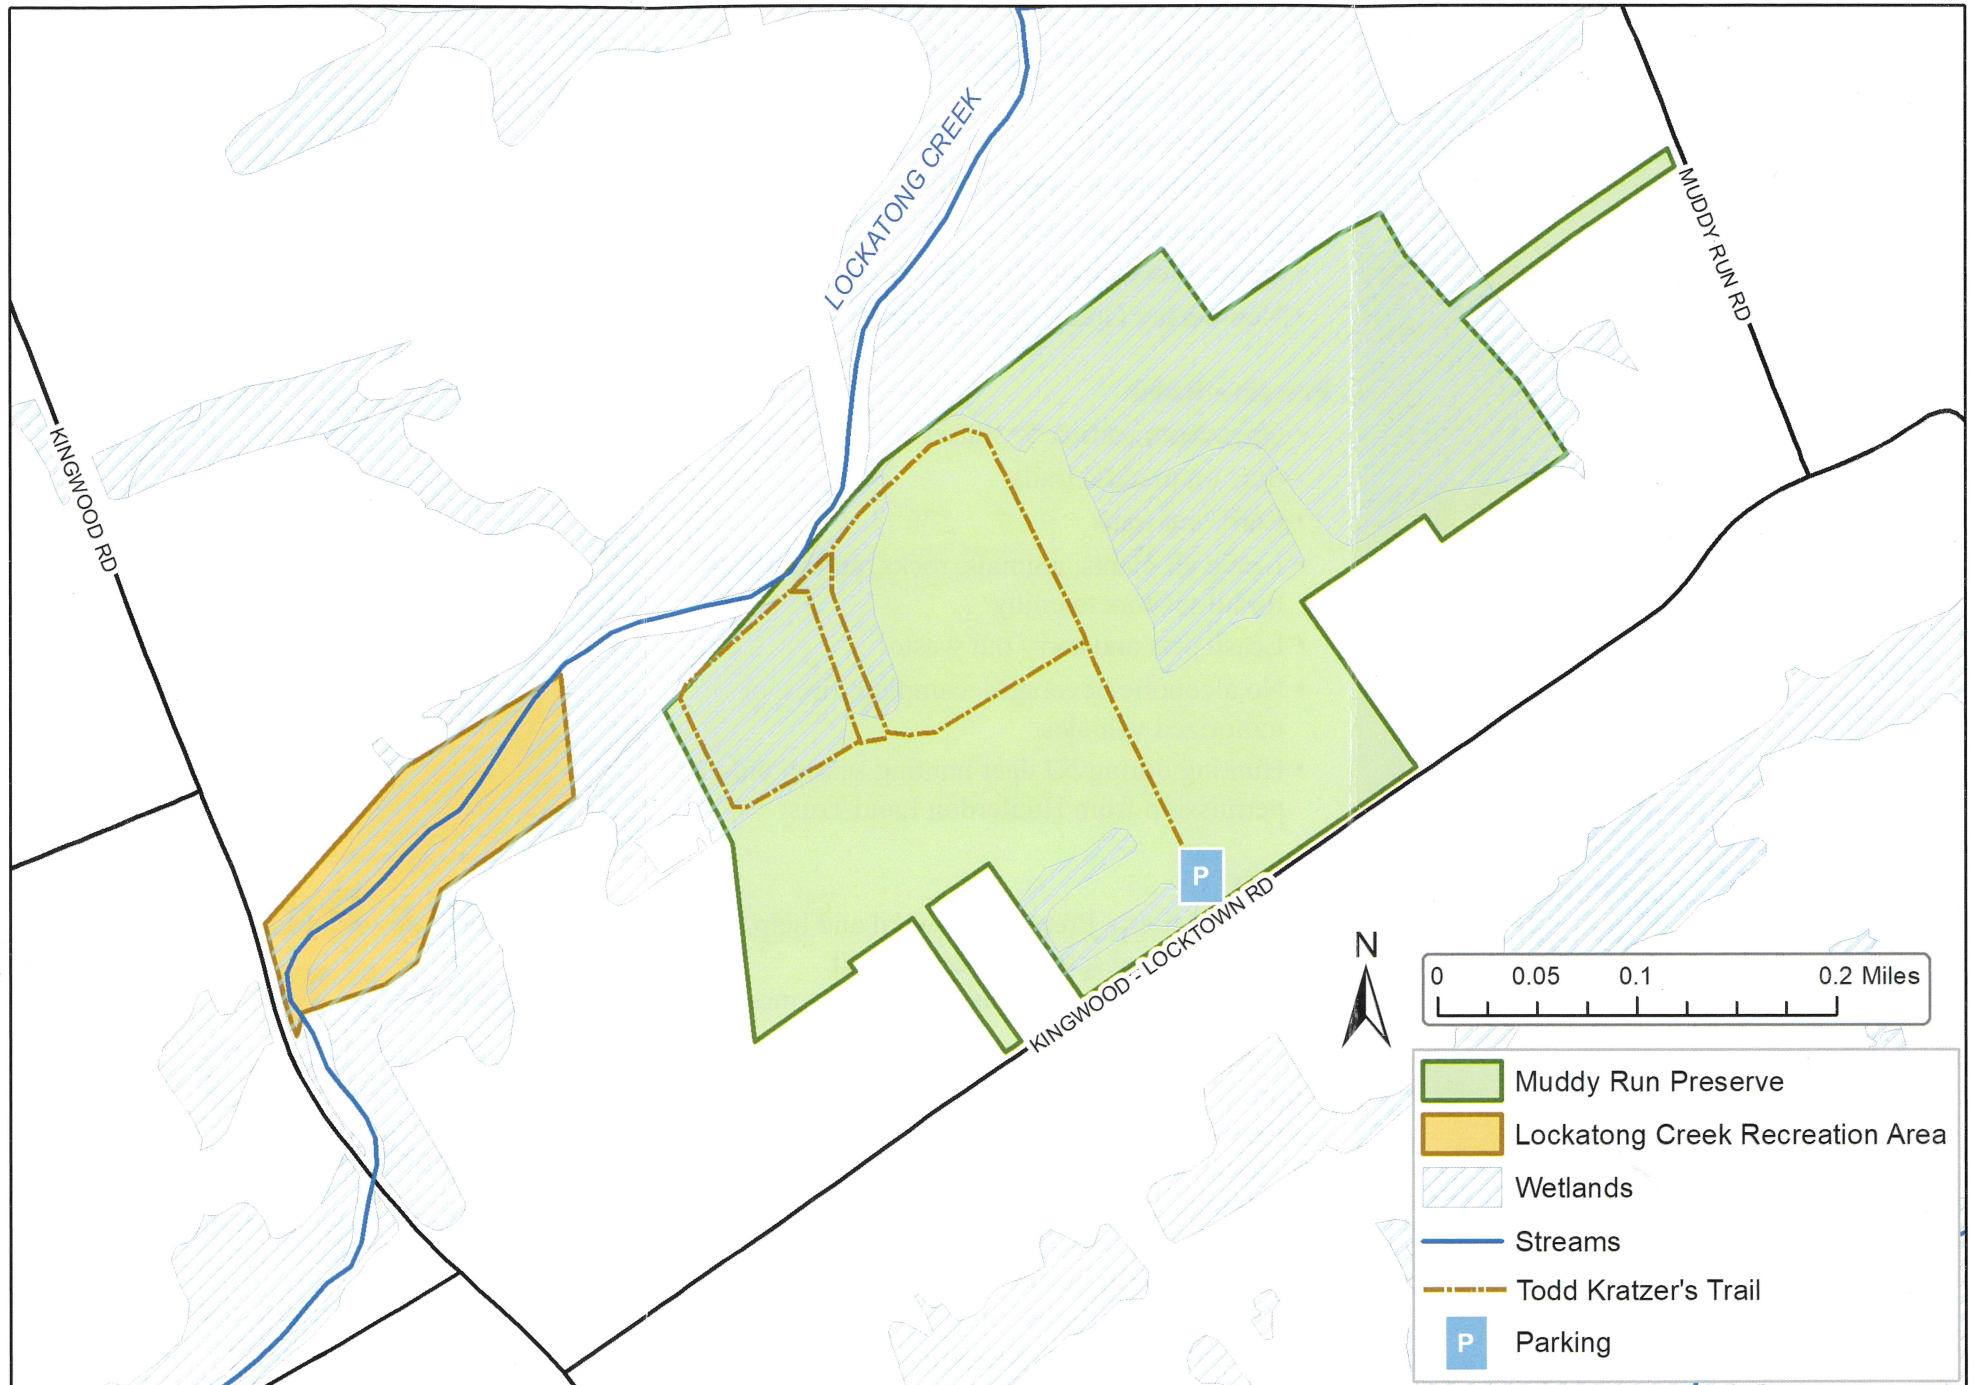 LOCKATONG CREEK
MUDDY RUN RD
KINGWOOD RD
P
KINGWOOD - LOCKTOWN RD
N
0 0.05 0.1 0.2 Miles
Muddy Run Preserve
Lockatong Creek Recreation Area
Wetlands
Streams
Todd Kratzer's Trail
P Parking